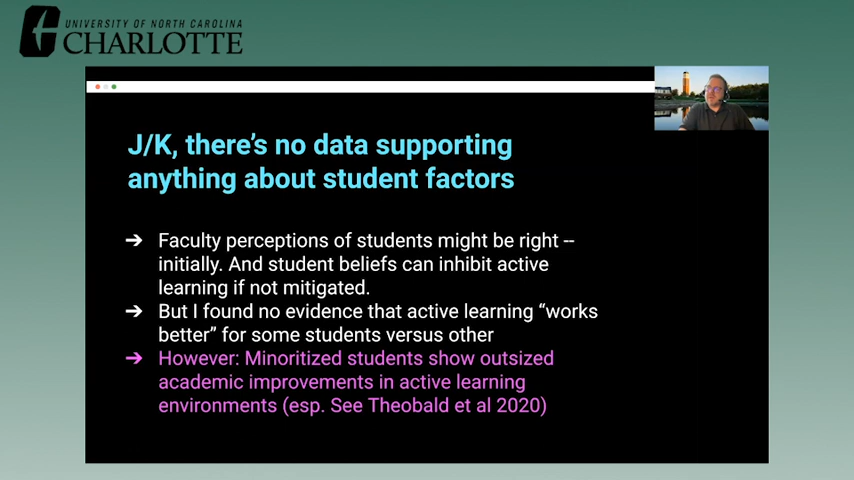 UNIVERSITY OF NORTH CAROLINA
CHARLOTTE
J/K, there's no data supporting
anything about student factors
➔ Faculty perceptions of students might be right --
initially. And student beliefs can inhibit active
learning if not mitigated.
➔ But I found no evidence that active learning “works
better” for some students versus other
➔ However: Minoritized students show outsized
academic improvements in active learning
environments (esp. See Theobald et al 2020)